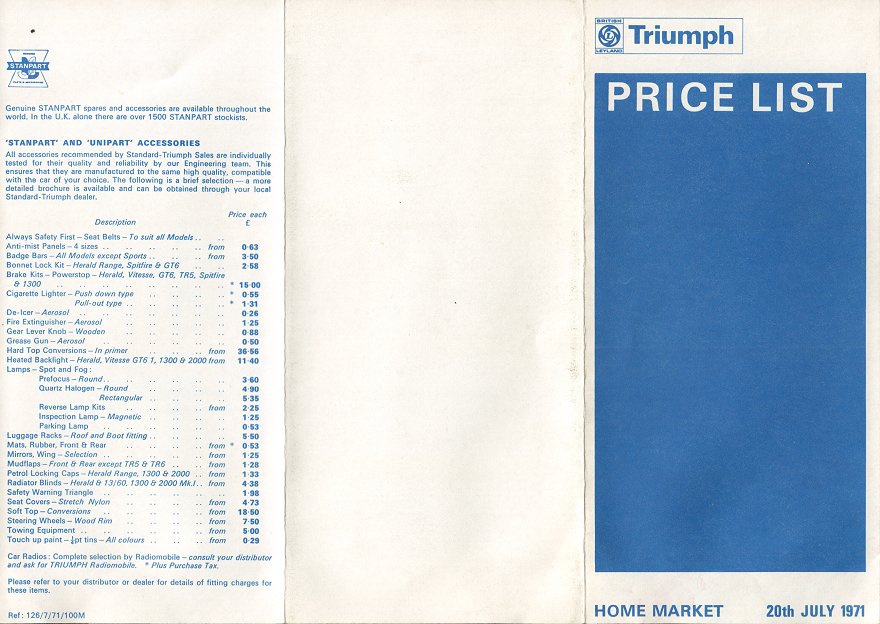 STANPART
Genuine STANPART spares and accessories are available throughout the
world. In the U.K. alone there are over 1500 STANPART stockists.
'STANPART' AND 'UNIPART' ACCESSORIES
All accessories recommended by Standard-Triumph Sales are individually
tested for their quality and reliability by our Engineering team. This
ensures that they are manufactured to the same high quality, compatible
with the car of your choice. The following is a brief selection — a more
detailed brochure is available and can be obtained through your local
Standard-Triumph dealer.
Price each
Description £
Always Safety First – Seat Belts – To suit all Models .. ..
Anti-mist Panels – 4 sizes .. .. .. .. .. from 0·63
Badge Bars – All Models except Sports .. .. .. from 3·50
Bonnet Lock Kit – Herald Range, Spitfire & GT6 .. .. 2·58
Brake Kits – Powerstop – Herald, Vitesse, GT6, TR5, Spitfire
& 1300 .. .. .. .. .. .. .. .. * 15·00
Cigarette Lighter – Push down type .. .. .. .. * 0·55
Pull-out type .. .. .. .. .. * 1·31
De-Icer – Aerosol .. .. .. .. .. .. .. 0·26
Fire Extinguisher – Aerosol .. .. .. .. .. 1·25
Gear Lever Knob – Wooden .. .. .. .. .. 0·88
Grease Gun – Aerosol .. .. .. .. .. .. 0·50
Hard Top Conversions – In primer .. .. .. from 36·56
Heated Backlight – Herald, Vitesse GT6 1, 1300 & 2000 from 11·40
Lamps – Spot and Fog:
Prefocus – Round .. .. .. .. .. .. 3·60
Quartz Halogen – Round .. .. .. .. 4·90
Rectangular .. .. .. .. 5·35
Reverse Lamp Kits .. .. .. .. from 2·25
Inspection Lamp – Magnetic .. .. .. .. 1·25
Parking Lamp .. .. .. .. .. .. 0·53
Luggage Racks – Roof and Boot fitting .. .. .. .. 5·50
Mats, Rubber, Front & Rear .. .. .. .. from * 0·53
Mirrors, Wing – Selection .. .. .. .. .. from 1·25
Mudflaps – Front & Rear except TR5 & TR6 .. .. from 1·28
Petrol Locking Caps – Herald Range, 1300 & 2000 .. from 1·33
Radiator Blinds – Herald & 13/60, 1300 & 2000 Mk.I .. from 4·38
Safety Warning Triangle .. .. .. .. .. .. 1·98
Seat Covers – Stretch Nylon .. .. .. .. from 4·73
Soft Top – Conversions .. .. .. .. .. from 18·50
Steering Wheels – Wood Rim .. .. .. .. from 7·50
Towing Equipment .. .. .. .. .. .. from 5·00
Touch up paint – ¼pt tins – All colours .. .. .. from 0·29
Car Radios: Complete selection by Radiomobile – consult your distributor
and ask for TRIUMPH Radiomobile. * Plus Purchase Tax.
Please refer to your distributor or dealer for details of fitting charges for
these items.
Ref: 126/7/71/100M
BRITISH
L
LEYLAND
Triumph
PRICE LIST
HOME MARKET 20th JULY 1971